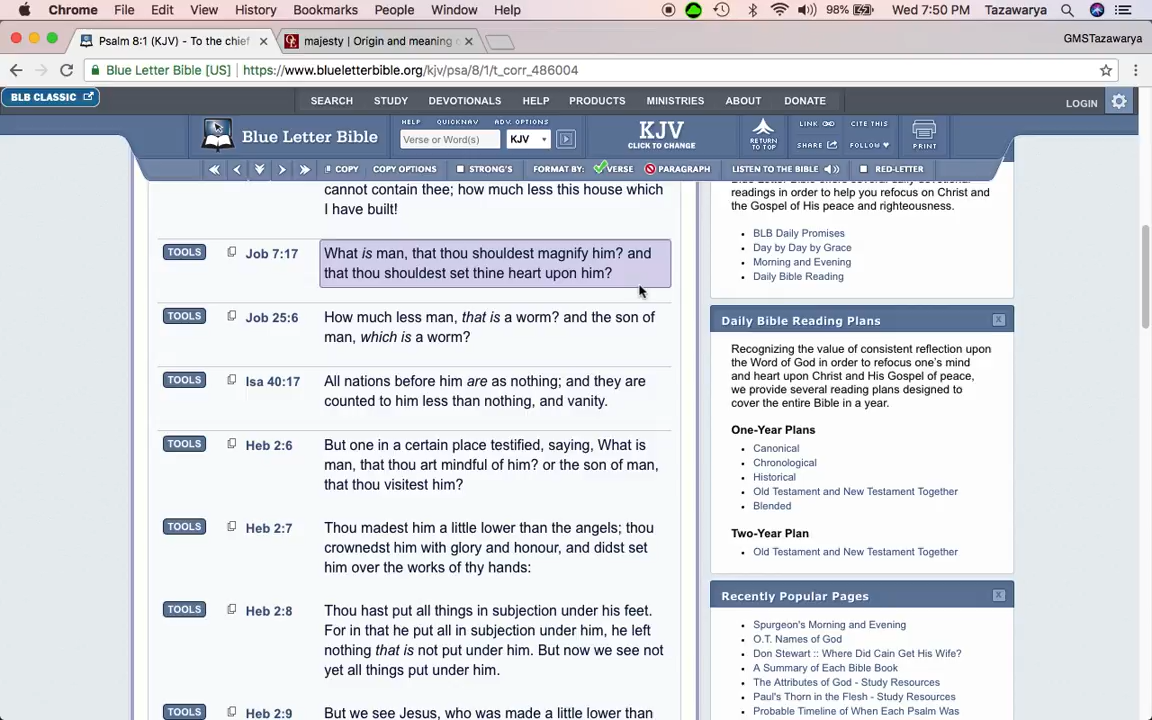 Chrome File Edit View History Bookmarks People Window Help 98% Wed 7:50 PM Tazawarya
Psalm 8:1 (KJV) - To the chief majesty | Origin and meaning o GMSTazawarya
Blue Letter Bible [US] https://www.blueletterbible.org/kjv/psa/8/1/t_corr_486004
BLB CLASSIC SEARCH STUDY DEVOTIONALS HELP PRODUCTS MINISTRIES ABOUT DONATE LOGIN
HELP QUICKNAV ADV. OPTIONS
Blue Letter Bible Verse or Word(s) KJV
KJV
CLICK TO CHANGE
RETURN
TO TOP
LINK CITE THIS
SHARE FOLLOW
PRINT
COPY COPY OPTIONS STRONG'S FORMAT BY: VERSE PARAGRAPH LISTEN TO THE BIBLE RED-LETTER
cannot contain thee; how much less this house which
I have built!
TOOLS Job 7:17 What is man, that thou shouldest magnify him? and
that thou shouldest set thine heart upon him?
TOOLS Job 25:6 How much less man, that is a worm? and the son of
man, which is a worm?
TOOLS Isa 40:17 All nations before him are as nothing; and they are
counted to him less than nothing, and vanity.
TOOLS Heb 2:6 But one in a certain place testified, saying, What is
man, that thou art mindful of him? or the son of man,
that thou visitest him?
TOOLS Heb 2:7 Thou madest him a little lower than the angels; thou
crownedst him with glory and honour, and didst set
him over the works of thy hands:
TOOLS Heb 2:8 Thou hast put all things in subjection under his feet.
For in that he put all in subjection under him, he left
nothing that is not put under him. But now we see not
yet all things put under him.
TOOLS Heb 2:9 But we see Jesus, who was made a little lower than
readings in order to help you refocus on Christ and
the Gospel of His peace and righteousness.
BLB Daily Promises
Day by Day by Grace
Morning and Evening
Daily Bible Reading
Daily Bible Reading Plans
Recognizing the value of consistent reflection upon
the Word of God in order to refocus one's mind
and heart upon Christ and His Gospel of peace,
we provide several reading plans designed to
cover the entire Bible in a year.
One-Year Plans
Canonical
Chronological
Historical
Old Testament and New Testament Together
Blended
Two-Year Plan
Old Testament and New Testament Together
Recently Popular Pages
Spurgeon's Morning and Evening
O.T. Names of God
Don Stewart :: Where Did Cain Get His Wife?
A Summary of Each Bible Book
The Attributes of God - Study Resources
Paul's Thorn in the Flesh - Study Resources
Probable Timeline of When Each Psalm Was